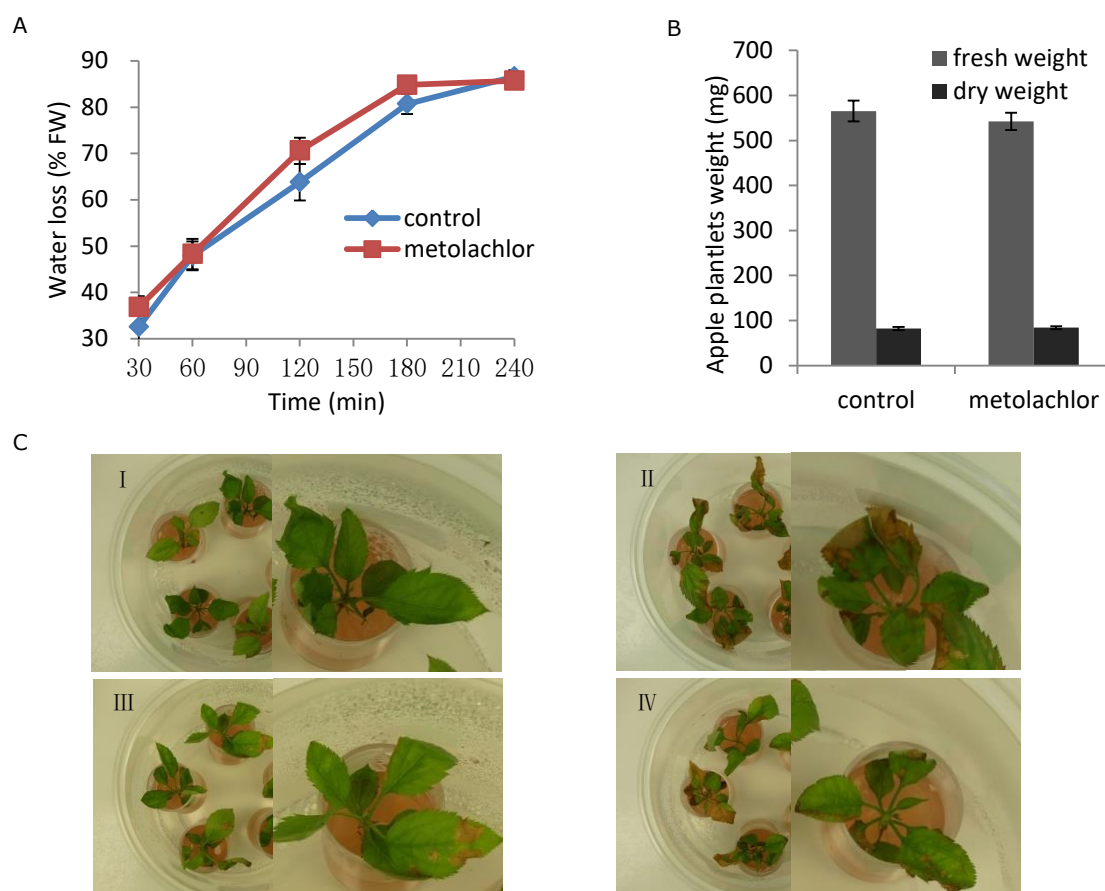 A
90
80
70
60
50
40
30
Water loss (% FW)
30 60 90 120 150 180 210 240
Time (min)
control
metolachlor
B
700
600
500
400
300
200
100
0
Apple plantlets weight (mg)
fresh weight
dry weight
control metolachlor
C
I
II
III
IV